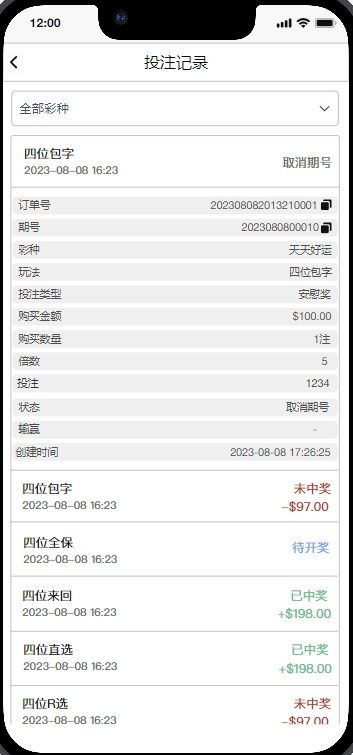 12:00
投注记录
全部彩种
四位包字
2023-08-08 16:23
取消期号
订单号 202308082013210001
期号 2023080800010
彩种 天天好运
玩法 四位包字
投注类型 安慰奖
购买金额 $100.00
购买数量 1注
倍数 5
投注 1234
状态 取消期号
输赢 -
创建时间 2023-08-08 17:26:25
四位包字 未中奖
2023-08-08 16:23 -$97.00
四位全保 待开奖
2023-08-08 16:23
四位来回 已中奖
2023-08-08 16:23 +$198.00
四位直选 已中奖
2023-08-08 16:23 +$198.00
四位R选 未中奖
2023-08-08 16:23 -$97.00